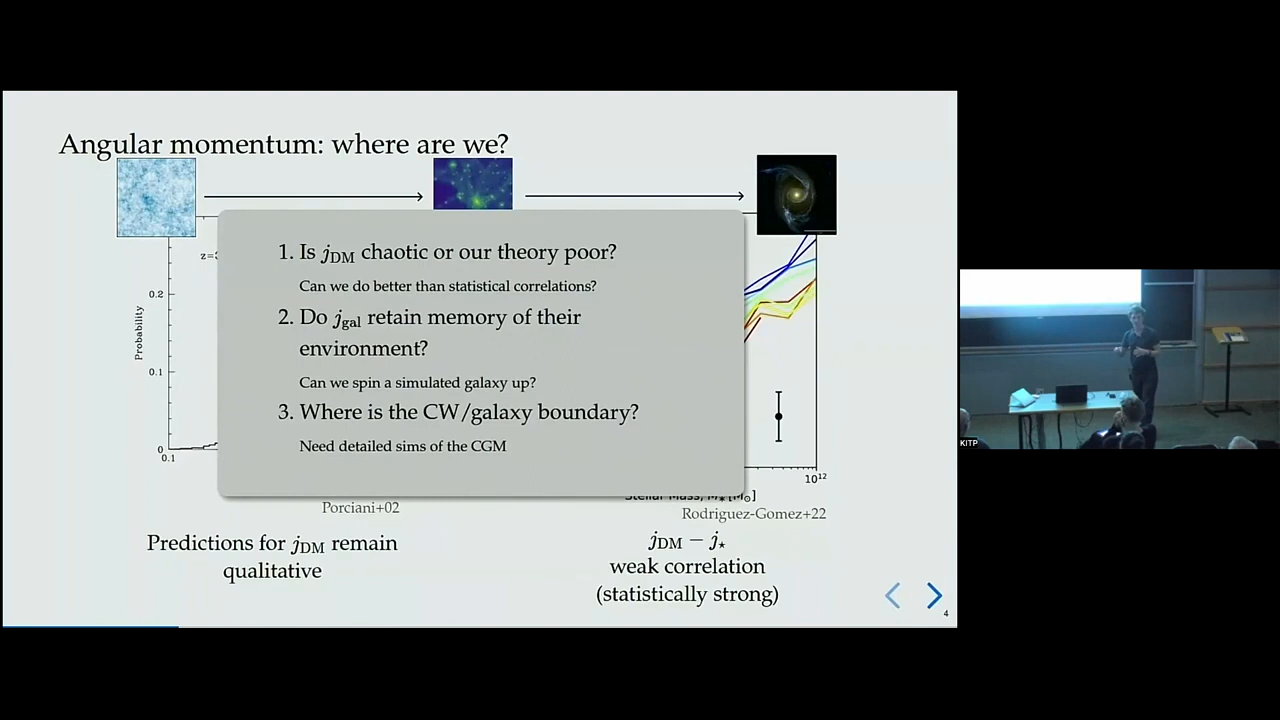 Angular momentum: where are we?
z=3
0.2
0.1
0
Probability
0.1
1. Is jDM chaotic or our theory poor?
Can we do better than statistical correlations?
2. Do jgal retain memory of their
environment?
Can we spin a simulated galaxy up?
3. Where is the CW/galaxy boundary?
Need detailed sims of the CGM
10¹²
Stellar Mass, M⋆ [M⊙]
Porciani+02
Rodriguez-Gomez+22
Predictions for jDM remain
qualitative
jDM − j⋆
weak correlation
(statistically strong)
4
KITP